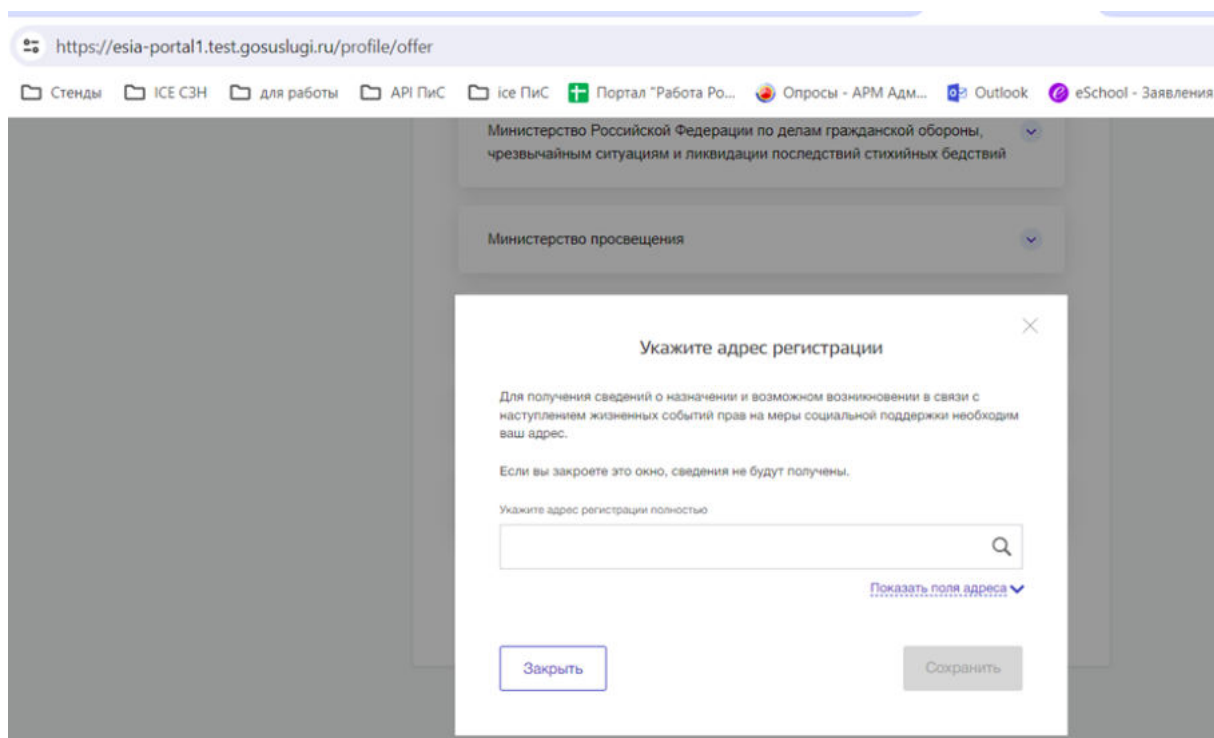 https://esia-portal1.test.gosuslugi.ru/profile/offer
Стенды ICE СЗН для работы API ПиС ice ПиС Портал "Работа Ро... Опросы - АРМ Адм... Outlook eSchool - Заявления
Министерство Российской Федерации по делам гражданской обороны,
чрезвычайным ситуациям и ликвидации последствий стихийных бедствий
Министерство просвещения
Укажите адрес регистрации
Для получения сведений о назначении и возможном возникновении в связи с
наступлением жизненных событий прав на меры социальной поддержки необходим
ваш адрес.
Если вы закроете это окно, сведения не будут получены.
Укажите адрес регистрации полностью
Показать поля адреса
Закрыть Сохранить